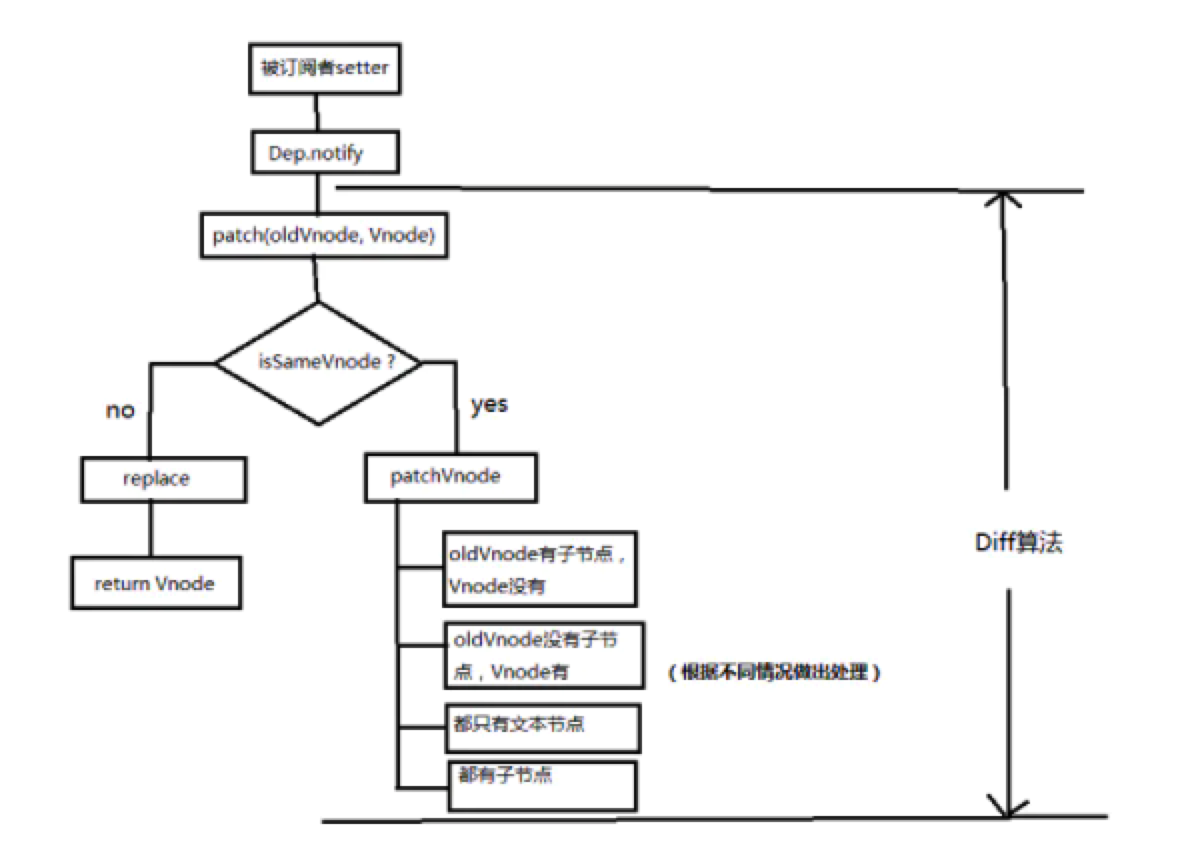 被订阅者setter
Dep.notify
patch(oldVnode, Vnode)
isSameVnode ?
no
yes
replace
patchVnode
return Vnode
oldVnode有子节点，
Vnode没有
oldVnode没有子节
点，Vnode有
（根据不同情况做出处理）
都只有文本节点
都有子节点
Diff算法